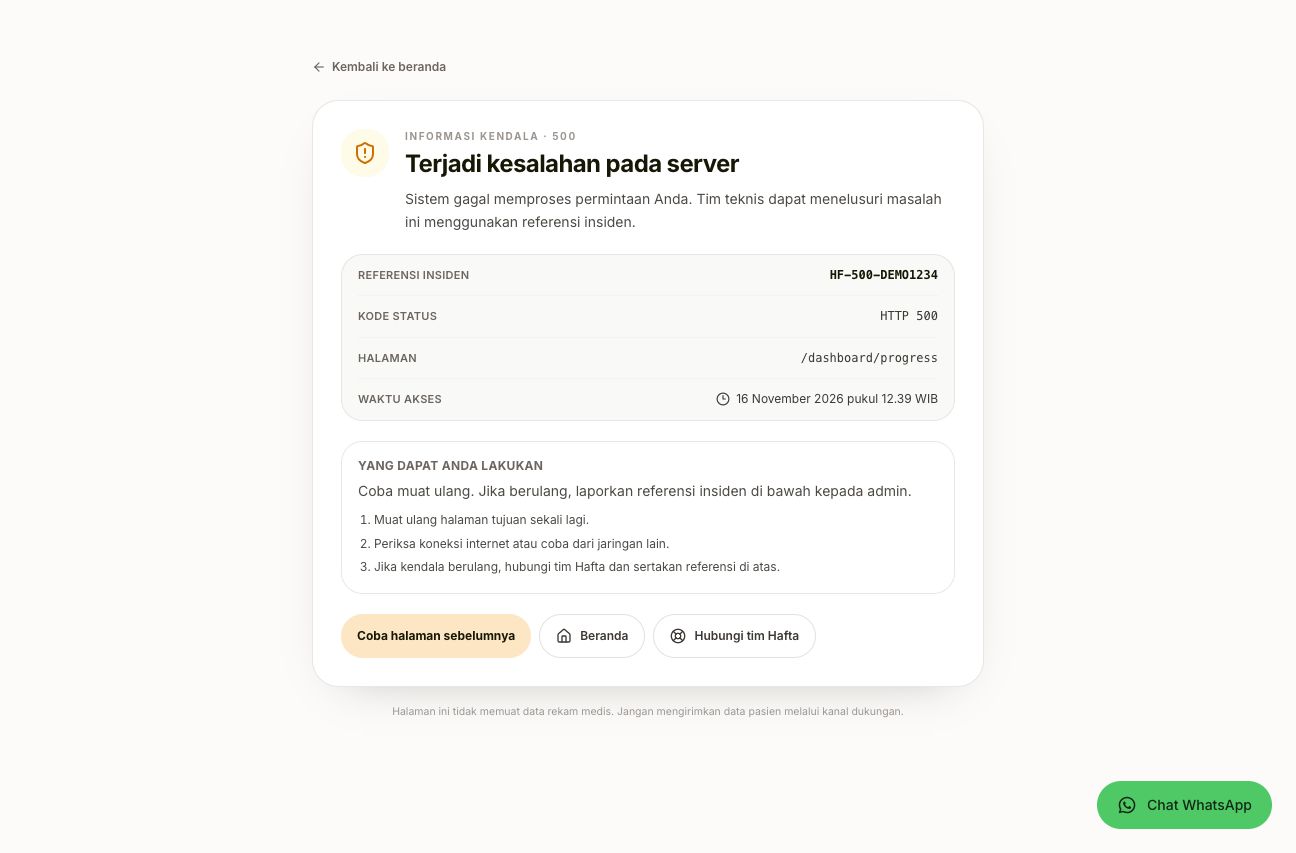 Kembali ke beranda
INFORMASI KENDALA · 500
Terjadi kesalahan pada server
Sistem gagal memproses permintaan Anda. Tim teknis dapat menelusuri masalah
ini menggunakan referensi insiden.
REFERENSI INSIDEN HF-500-DEMO1234
KODE STATUS HTTP 500
HALAMAN /dashboard/progress
WAKTU AKSES 16 November 2026 pukul 12.39 WIB
YANG DAPAT ANDA LAKUKAN
Coba muat ulang. Jika berulang, laporkan referensi insiden di bawah kepada admin.
1. Muat ulang halaman tujuan sekali lagi.
2. Periksa koneksi internet atau coba dari jaringan lain.
3. Jika kendala berulang, hubungi tim Hafta dan sertakan referensi di atas.
Coba halaman sebelumnya Beranda Hubungi tim Hafta
Halaman ini tidak memuat data rekam medis. Jangan mengirimkan data pasien melalui kanal dukungan.
Chat WhatsApp